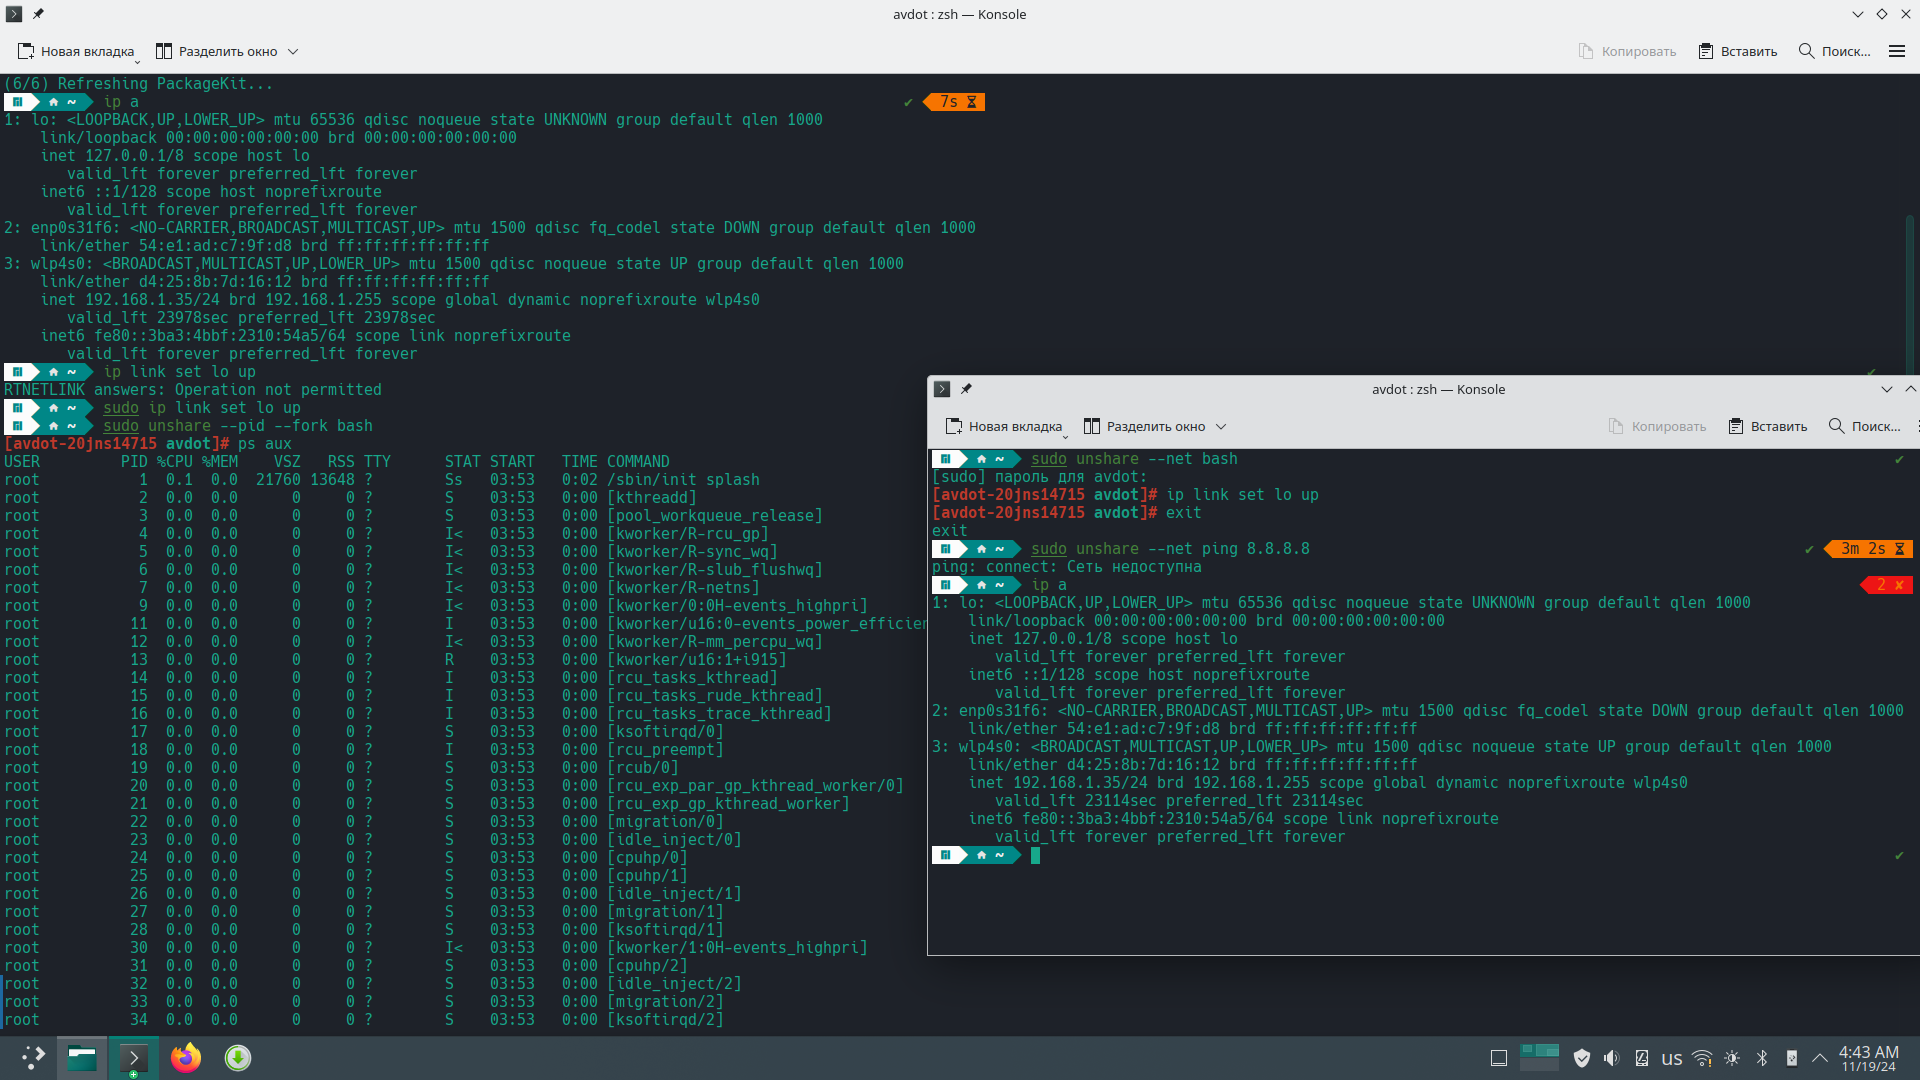 avdot : zsh — Konsole
Новая вкладка Разделить окно Копировать Вставить Поиск...
(6/6) Refreshing PackageKit...
~ ip a ✔ 7s
1: lo: <LOOPBACK,UP,LOWER_UP> mtu 65536 qdisc noqueue state UNKNOWN group default qlen 1000
link/loopback 00:00:00:00:00:00 brd 00:00:00:00:00:00
inet 127.0.0.1/8 scope host lo
valid_lft forever preferred_lft forever
inet6 ::1/128 scope host noprefixroute
valid_lft forever preferred_lft forever
2: enp0s31f6: <NO-CARRIER,BROADCAST,MULTICAST,UP> mtu 1500 qdisc fq_codel state DOWN group default qlen 1000
link/ether 54:e1:ad:c7:9f:d8 brd ff:ff:ff:ff:ff:ff
3: wlp4s0: <BROADCAST,MULTICAST,UP,LOWER_UP> mtu 1500 qdisc noqueue state UP group default qlen 1000
link/ether d4:25:8b:7d:16:12 brd ff:ff:ff:ff:ff:ff
inet 192.168.1.35/24 brd 192.168.1.255 scope global dynamic noprefixroute wlp4s0
valid_lft 23978sec preferred_lft 23978sec
inet6 fe80::3ba3:4bbf:2310:54a5/64 scope link noprefixroute
valid_lft forever preferred_lft forever
~ ip link set lo up ✔
RTNETLINK answers: Operation not permitted
~ sudo ip link set lo up
~ sudo unshare --pid --fork bash
[avdot-20jns14715 avdot]# ps aux
USER PID %CPU %MEM VSZ RSS TTY STAT START TIME COMMAND
root 1 0.1 0.0 21760 13648 ? Ss 03:53 0:02 /sbin/init splash
root 2 0.0 0.0 0 0 ? S 03:53 0:00 [kthreadd]
root 3 0.0 0.0 0 0 ? S 03:53 0:00 [pool_workqueue_release]
root 4 0.0 0.0 0 0 ? I< 03:53 0:00 [kworker/R-rcu_gp]
root 5 0.0 0.0 0 0 ? I< 03:53 0:00 [kworker/R-sync_wq]
root 6 0.0 0.0 0 0 ? I< 03:53 0:00 [kworker/R-slub_flushwq]
root 7 0.0 0.0 0 0 ? I< 03:53 0:00 [kworker/R-netns]
root 9 0.0 0.0 0 0 ? I< 03:53 0:00 [kworker/0:0H-events_highpri]
root 11 0.0 0.0 0 0 ? I 03:53 0:00 [kworker/u16:0-events_power_efficien
root 12 0.0 0.0 0 0 ? I< 03:53 0:00 [kworker/R-mm_percpu_wq]
root 13 0.0 0.0 0 0 ? R 03:53 0:00 [kworker/u16:1+i915]
root 14 0.0 0.0 0 0 ? I 03:53 0:00 [rcu_tasks_kthread]
root 15 0.0 0.0 0 0 ? I 03:53 0:00 [rcu_tasks_rude_kthread]
root 16 0.0 0.0 0 0 ? I 03:53 0:00 [rcu_tasks_trace_kthread]
root 17 0.0 0.0 0 0 ? S 03:53 0:00 [ksoftirqd/0]
root 18 0.0 0.0 0 0 ? I 03:53 0:00 [rcu_preempt]
root 19 0.0 0.0 0 0 ? S 03:53 0:00 [rcub/0]
root 20 0.0 0.0 0 0 ? S 03:53 0:00 [rcu_exp_par_gp_kthread_worker/0]
root 21 0.0 0.0 0 0 ? S 03:53 0:00 [rcu_exp_gp_kthread_worker]
root 22 0.0 0.0 0 0 ? S 03:53 0:00 [migration/0]
root 23 0.0 0.0 0 0 ? S 03:53 0:00 [idle_inject/0]
root 24 0.0 0.0 0 0 ? S 03:53 0:00 [cpuhp/0]
root 25 0.0 0.0 0 0 ? S 03:53 0:00 [cpuhp/1]
root 26 0.0 0.0 0 0 ? S 03:53 0:00 [idle_inject/1]
root 27 0.0 0.0 0 0 ? S 03:53 0:00 [migration/1]
root 28 0.0 0.0 0 0 ? S 03:53 0:00 [ksoftirqd/1]
root 30 0.0 0.0 0 0 ? I< 03:53 0:00 [kworker/1:0H-events_highpri]
root 31 0.0 0.0 0 0 ? S 03:53 0:00 [cpuhp/2]
root 32 0.0 0.0 0 0 ? S 03:53 0:00 [idle_inject/2]
root 33 0.0 0.0 0 0 ? S 03:53 0:00 [migration/2]
root 34 0.0 0.0 0 0 ? S 03:53 0:00 [ksoftirqd/2]
avdot : zsh — Konsole
Новая вкладка Разделить окно Копировать Вставить Поиск...
~ sudo unshare --net bash ✔
[sudo] пароль для avdot:
[avdot-20jns14715 avdot]# ip link set lo up
[avdot-20jns14715 avdot]# exit
exit
~ sudo unshare --net ping 8.8.8.8 ✔ 3m 2s
ping: connect: Сеть недоступна
~ ip a 2 ✘
1: lo: <LOOPBACK,UP,LOWER_UP> mtu 65536 qdisc noqueue state UNKNOWN group default qlen 1000
link/loopback 00:00:00:00:00:00 brd 00:00:00:00:00:00
inet 127.0.0.1/8 scope host lo
valid_lft forever preferred_lft forever
inet6 ::1/128 scope host noprefixroute
valid_lft forever preferred_lft forever
2: enp0s31f6: <NO-CARRIER,BROADCAST,MULTICAST,UP> mtu 1500 qdisc fq_codel state DOWN group default qlen 1000
link/ether 54:e1:ad:c7:9f:d8 brd ff:ff:ff:ff:ff:ff
3: wlp4s0: <BROADCAST,MULTICAST,UP,LOWER_UP> mtu 1500 qdisc noqueue state UP group default qlen 1000
link/ether d4:25:8b:7d:16:12 brd ff:ff:ff:ff:ff:ff
inet 192.168.1.35/24 brd 192.168.1.255 scope global dynamic noprefixroute wlp4s0
valid_lft 23114sec preferred_lft 23114sec
inet6 fe80::3ba3:4bbf:2310:54a5/64 scope link noprefixroute
valid_lft forever preferred_lft forever
~ ✔
us 4:43 AM
11/19/24